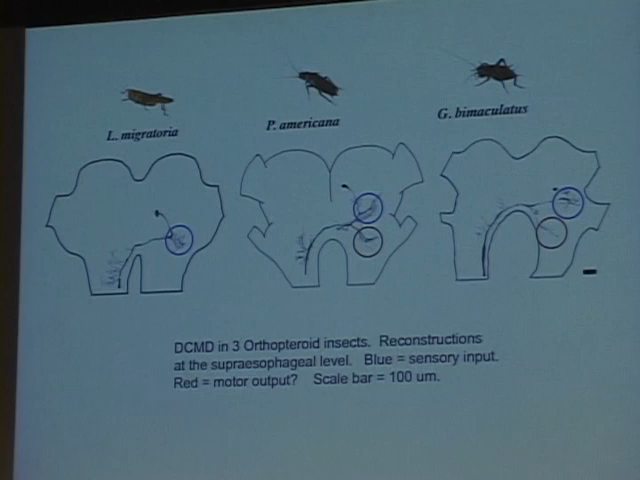 L. migratoria
P. americana
G. bimaculatus
DCMD in 3 Orthopteroid insects. Reconstructions
at the supraesophageal level. Blue = sensory input.
Red = motor output? Scale bar = 100 um.